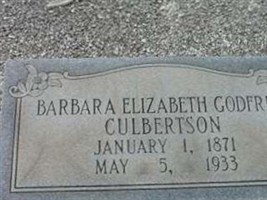 BARBARA ELIZABETH GODFR
CULBERTSON
JANUARY 1, 1871
MAY 5, 1933